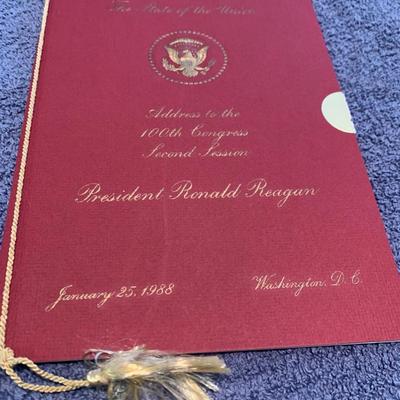 The State of the Union
Address to the
100th Congress
Second Session
President Ronald Reagan
January 25, 1988
Washington, D.C.